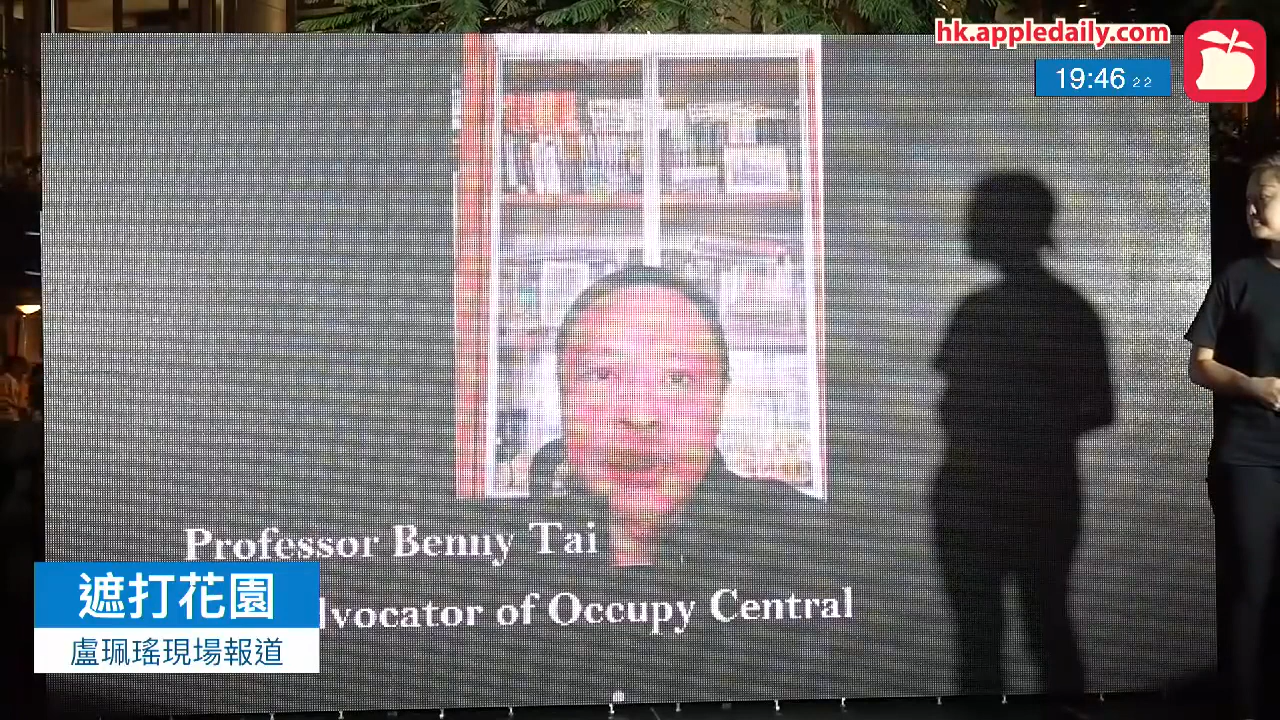 hk.appledaily.com
19:46 22
Professor Benny Tai
dvocator of Occupy Central
遮打花園
盧珮瑤現場報道